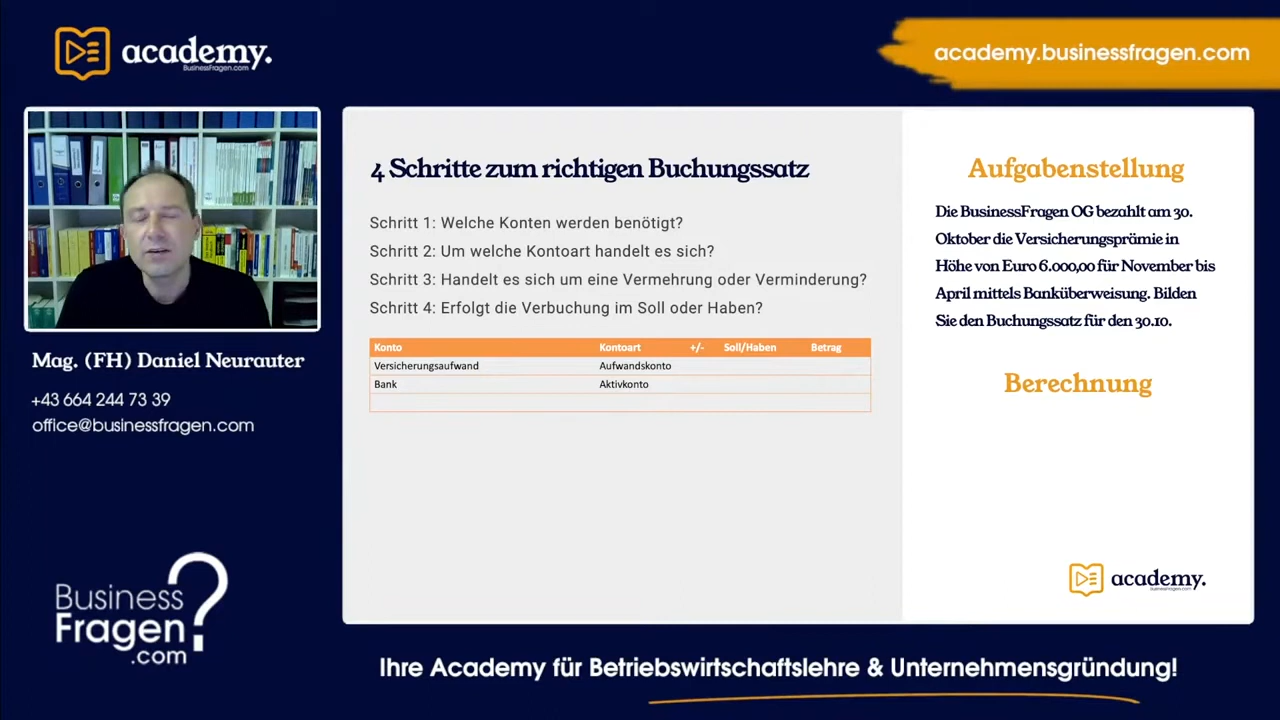 academy.
BusinessFragen.com
academy.businessfragen.com
Mag. (FH) Daniel Neurauter
+43 664 244 73 39
office@businessfragen.com
Business
Fragen
.com
?
4 Schritte zum richtigen Buchungssatz
Schritt 1: Welche Konten werden benötigt?
Schritt 2: Um welche Kontoart handelt es sich?
Schritt 3: Handelt es sich um eine Vermehrung oder Verminderung?
Schritt 4: Erfolgt die Verbuchung im Soll oder Haben?
Konto Kontoart +/- Soll/Haben Betrag
Versicherungsaufwand Aufwandskonto
Bank Aktivkonto
Aufgabenstellung
Die BusinessFragen OG bezahlt am 30.
Oktober die Versicherungsprämie in
Höhe von Euro 6.000,00 für November bis
April mittels Banküberweisung. Bilden
Sie den Buchungssatz für den 30.10.
Berechnung
academy.
BusinessFragen.com
Ihre Academy für Betriebswirtschaftslehre & Unternehmensgründung!